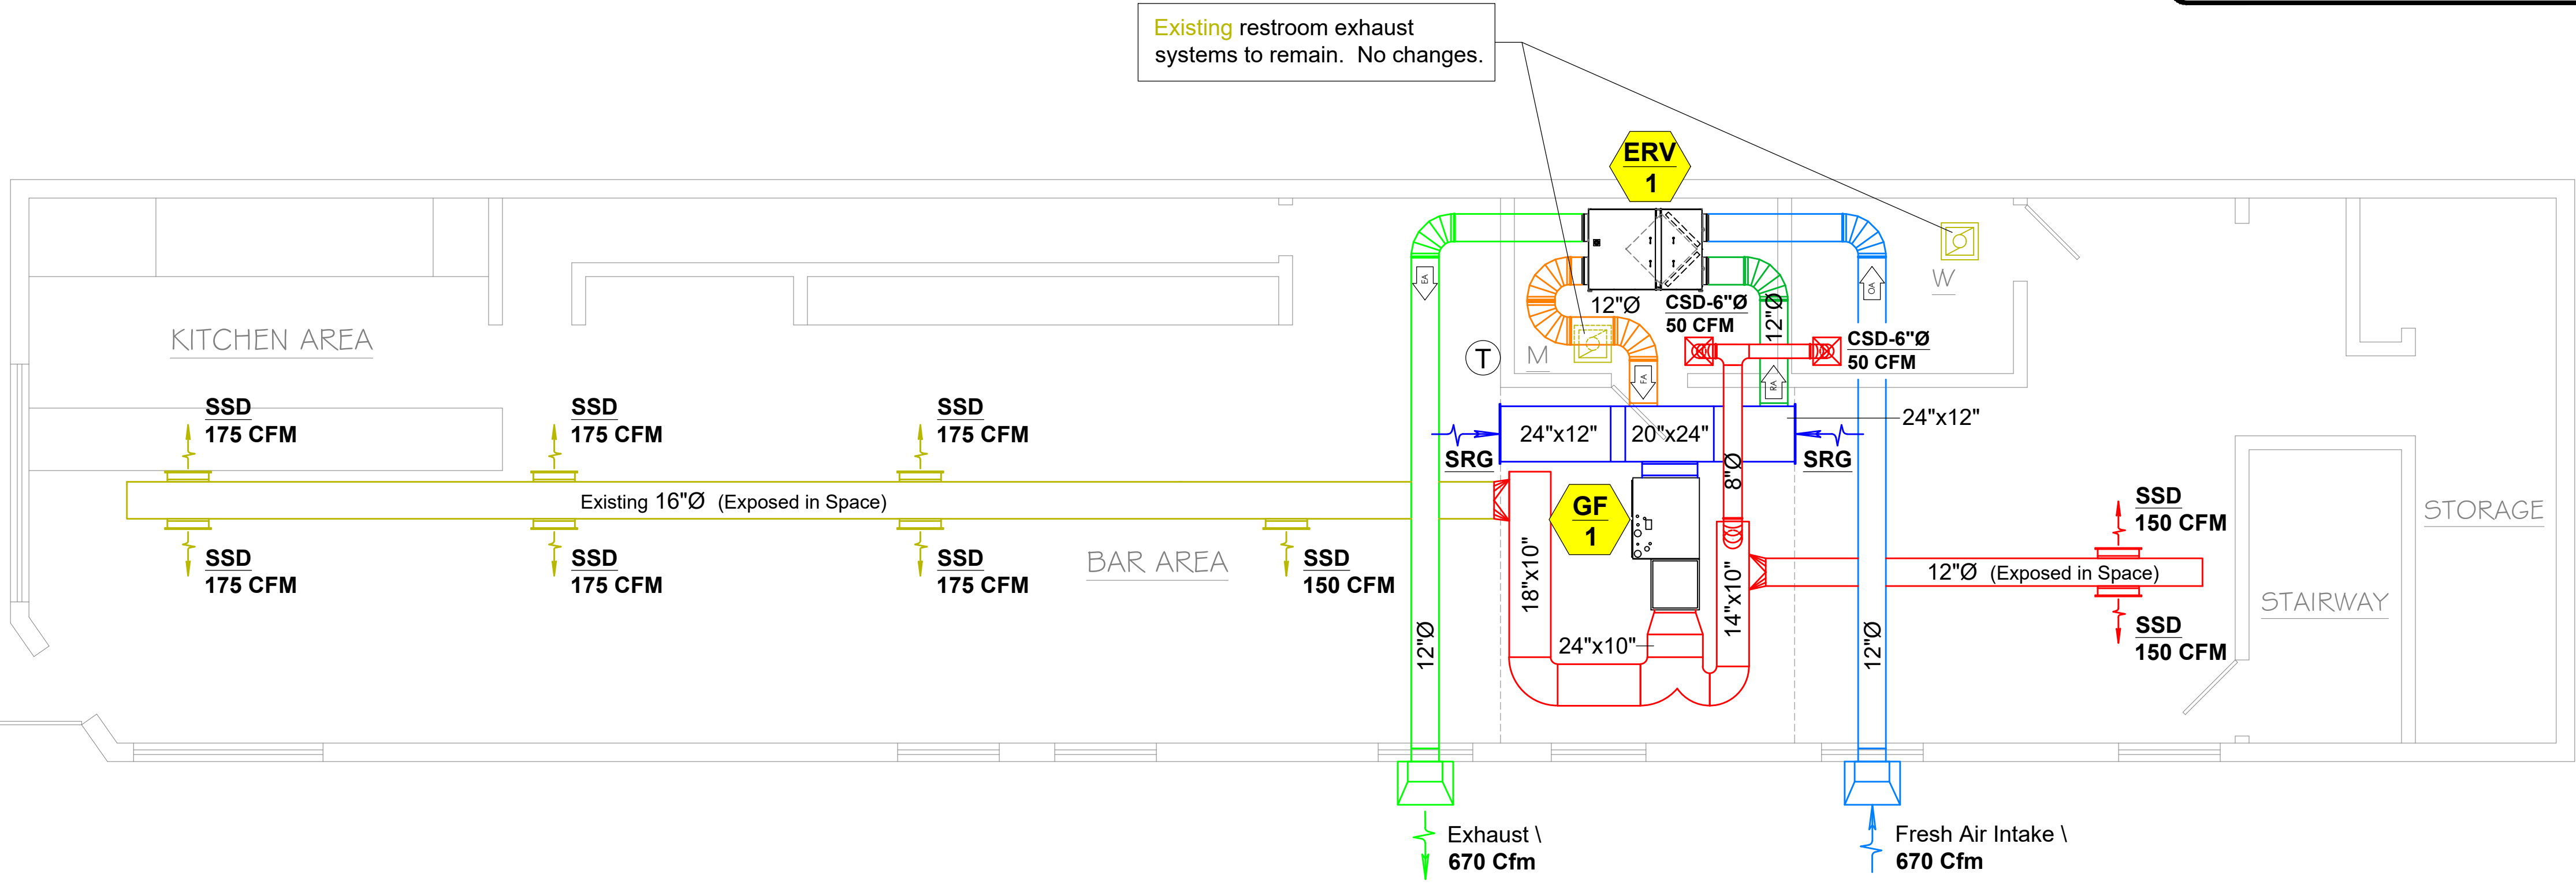 Existing restroom exhaust
systems to remain. No changes.
ERV
1
EA
OA
W
12"Ø
CSD-6"Ø
50 CFM
12"Ø
CSD-6"Ø
50 CFM
KITCHEN AREA
T
M
FA
RA
SSD
175 CFM
SSD
175 CFM
SSD
175 CFM
24"x12"
20"x24"
24"x12"
SRG
8"Ø
SRG
Existing 16"Ø (Exposed in Space)
GF
1
SSD
150 CFM
STORAGE
SSD
175 CFM
SSD
175 CFM
SSD
175 CFM
BAR AREA
SSD
150 CFM
18"x10"
14"x10"
12"Ø (Exposed in Space)
STAIRWAY
12"Ø
24"x10"
12"Ø
SSD
150 CFM
Exhaust \
670 Cfm
Fresh Air Intake \
670 Cfm